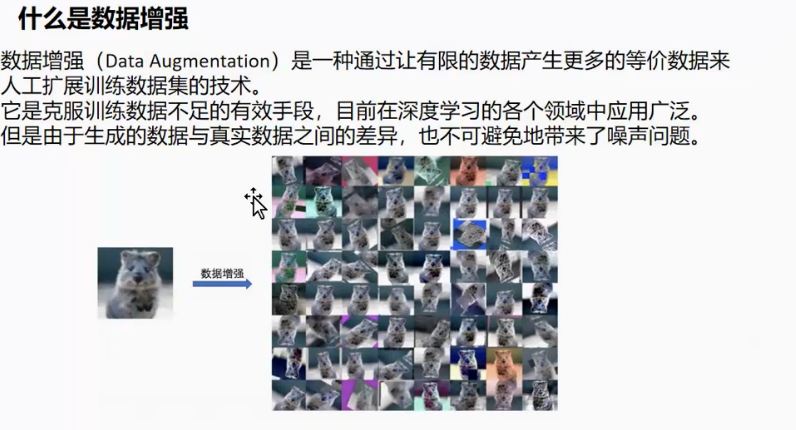 什么是数据增强
数据增强（Data Augmentation）是一种通过让有限的数据产生更多的等价数据来
人工扩展训练数据集的技术。
它是克服训练数据不足的有效手段，目前在深度学习的各个领域中应用广泛。
但是由于生成的数据与真实数据之间的差异，也不可避免地带来了噪声问题。
数据增强